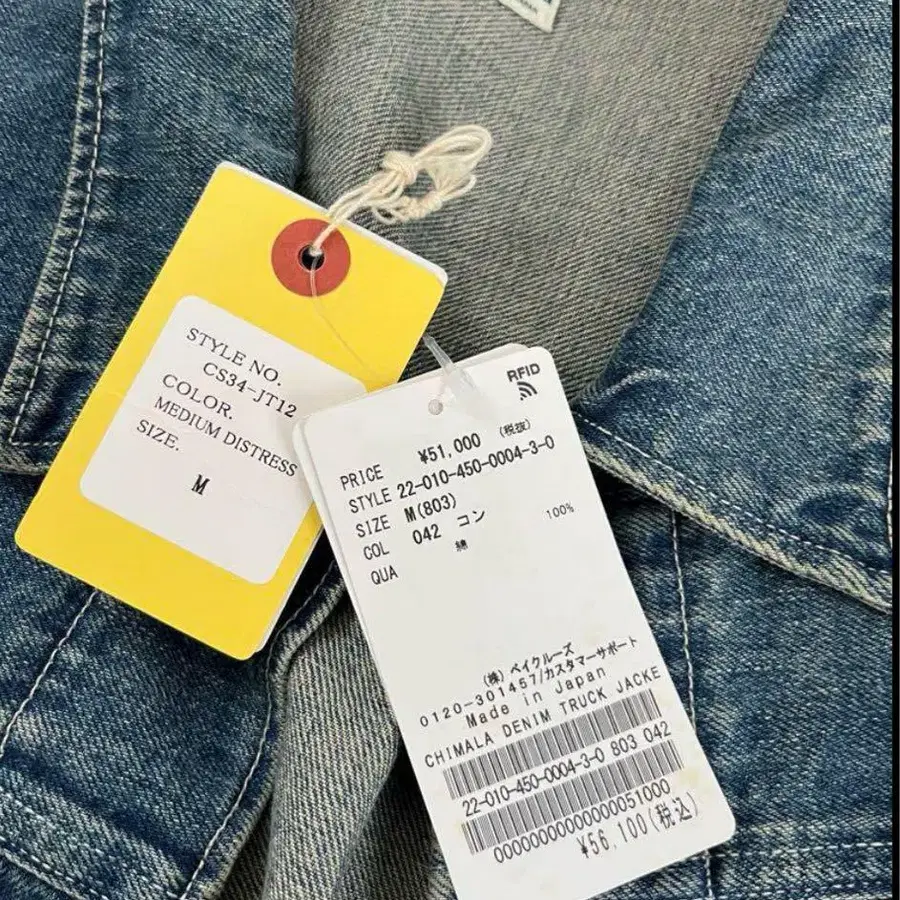 STYLE NO.
CS34-JT12
COLOR.
MEDIUM DISTRESS
SIZE.
M
RFID
PRICE ¥51,000 (税抜)
STYLE 22-010-450-0004-3-0
SIZE M(803)
COL 042 コン
QUA 綿 100%
(株) ベイクルーズ
0120-301457/カスタマーサポート
Made in Japan
CHIMALA DENIM TRUCK JACKE
22-010-450-0004-3-0 803 042
0000000000000051000
¥56,100(税込)